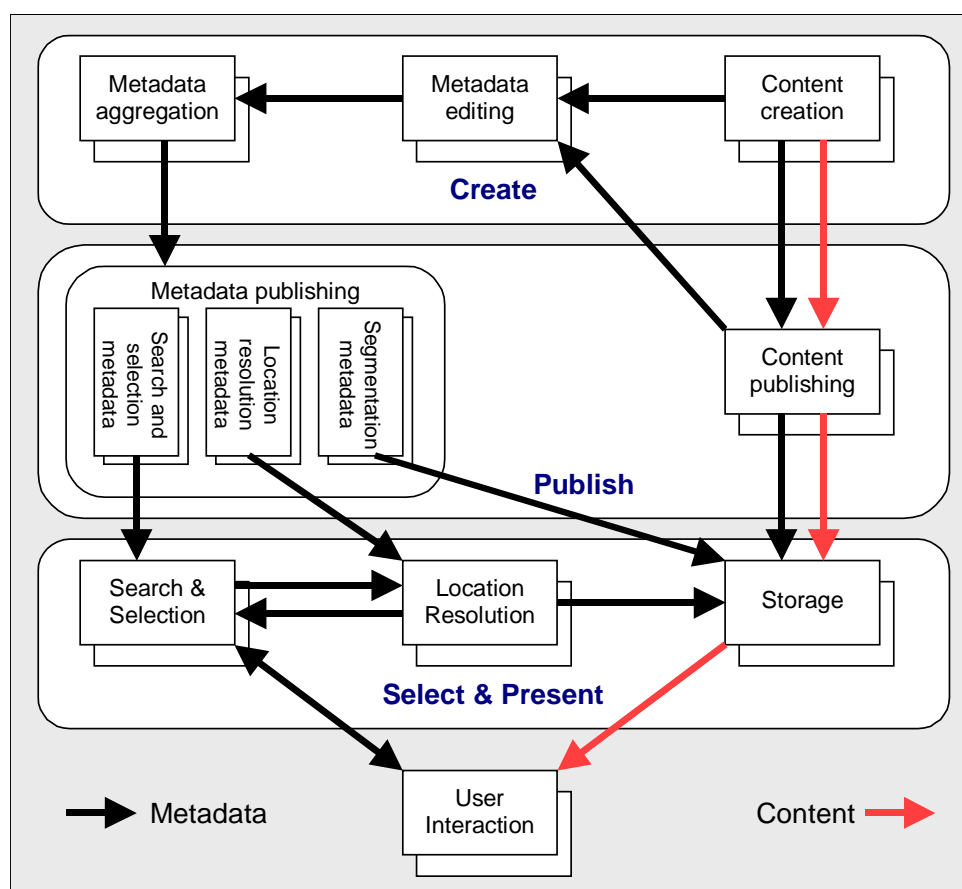 Metadata
aggregation
Metadata
editing
Content
creation
Create
Metadata publishing
Search and
selection
metadata
Location
resolution
metadata
Segmentation
metadata
Content
publishing
Publish
Search &
Selection
Location
Resolution
Storage
Select & Present
User
Interaction
Metadata
Content